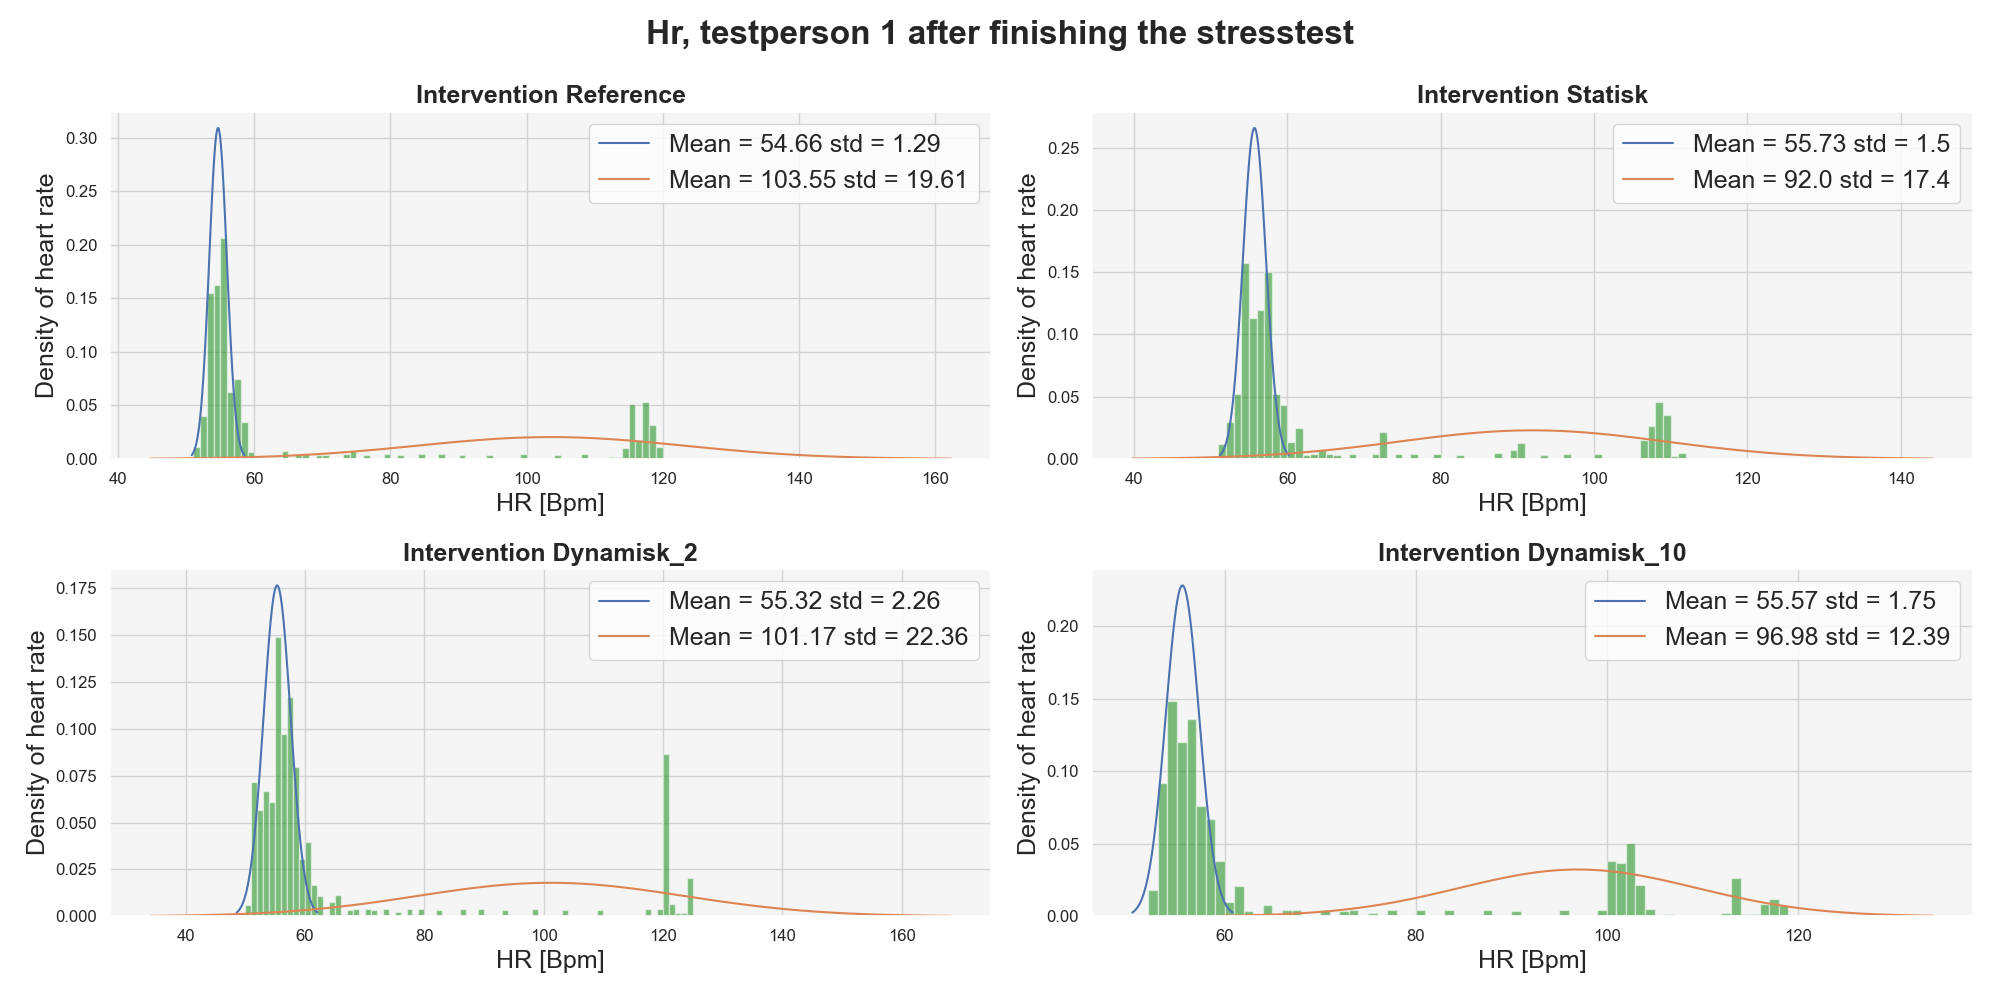 Hr, testperson 1 after finishing the stresstest
Intervention Reference
Mean = 54.66 std = 1.29
Mean = 103.55 std = 19.61
Density of heart rate
0.30
0.25
0.20
0.15
0.10
0.05
0.00
40 60 80 100 120 140 160
HR [Bpm]
Intervention Statisk
Mean = 55.73 std = 1.5
Mean = 92.0 std = 17.4
Density of heart rate
0.25
0.20
0.15
0.10
0.05
0.00
40 60 80 100 120 140
HR [Bpm]
Intervention Dynamisk_2
Mean = 55.32 std = 2.26
Mean = 101.17 std = 22.36
Density of heart rate
0.175
0.150
0.125
0.100
0.075
0.050
0.025
0.000
40 60 80 100 120 140 160
HR [Bpm]
Intervention Dynamisk_10
Mean = 55.57 std = 1.75
Mean = 96.98 std = 12.39
Density of heart rate
0.20
0.15
0.10
0.05
0.00
60 80 100 120
HR [Bpm]